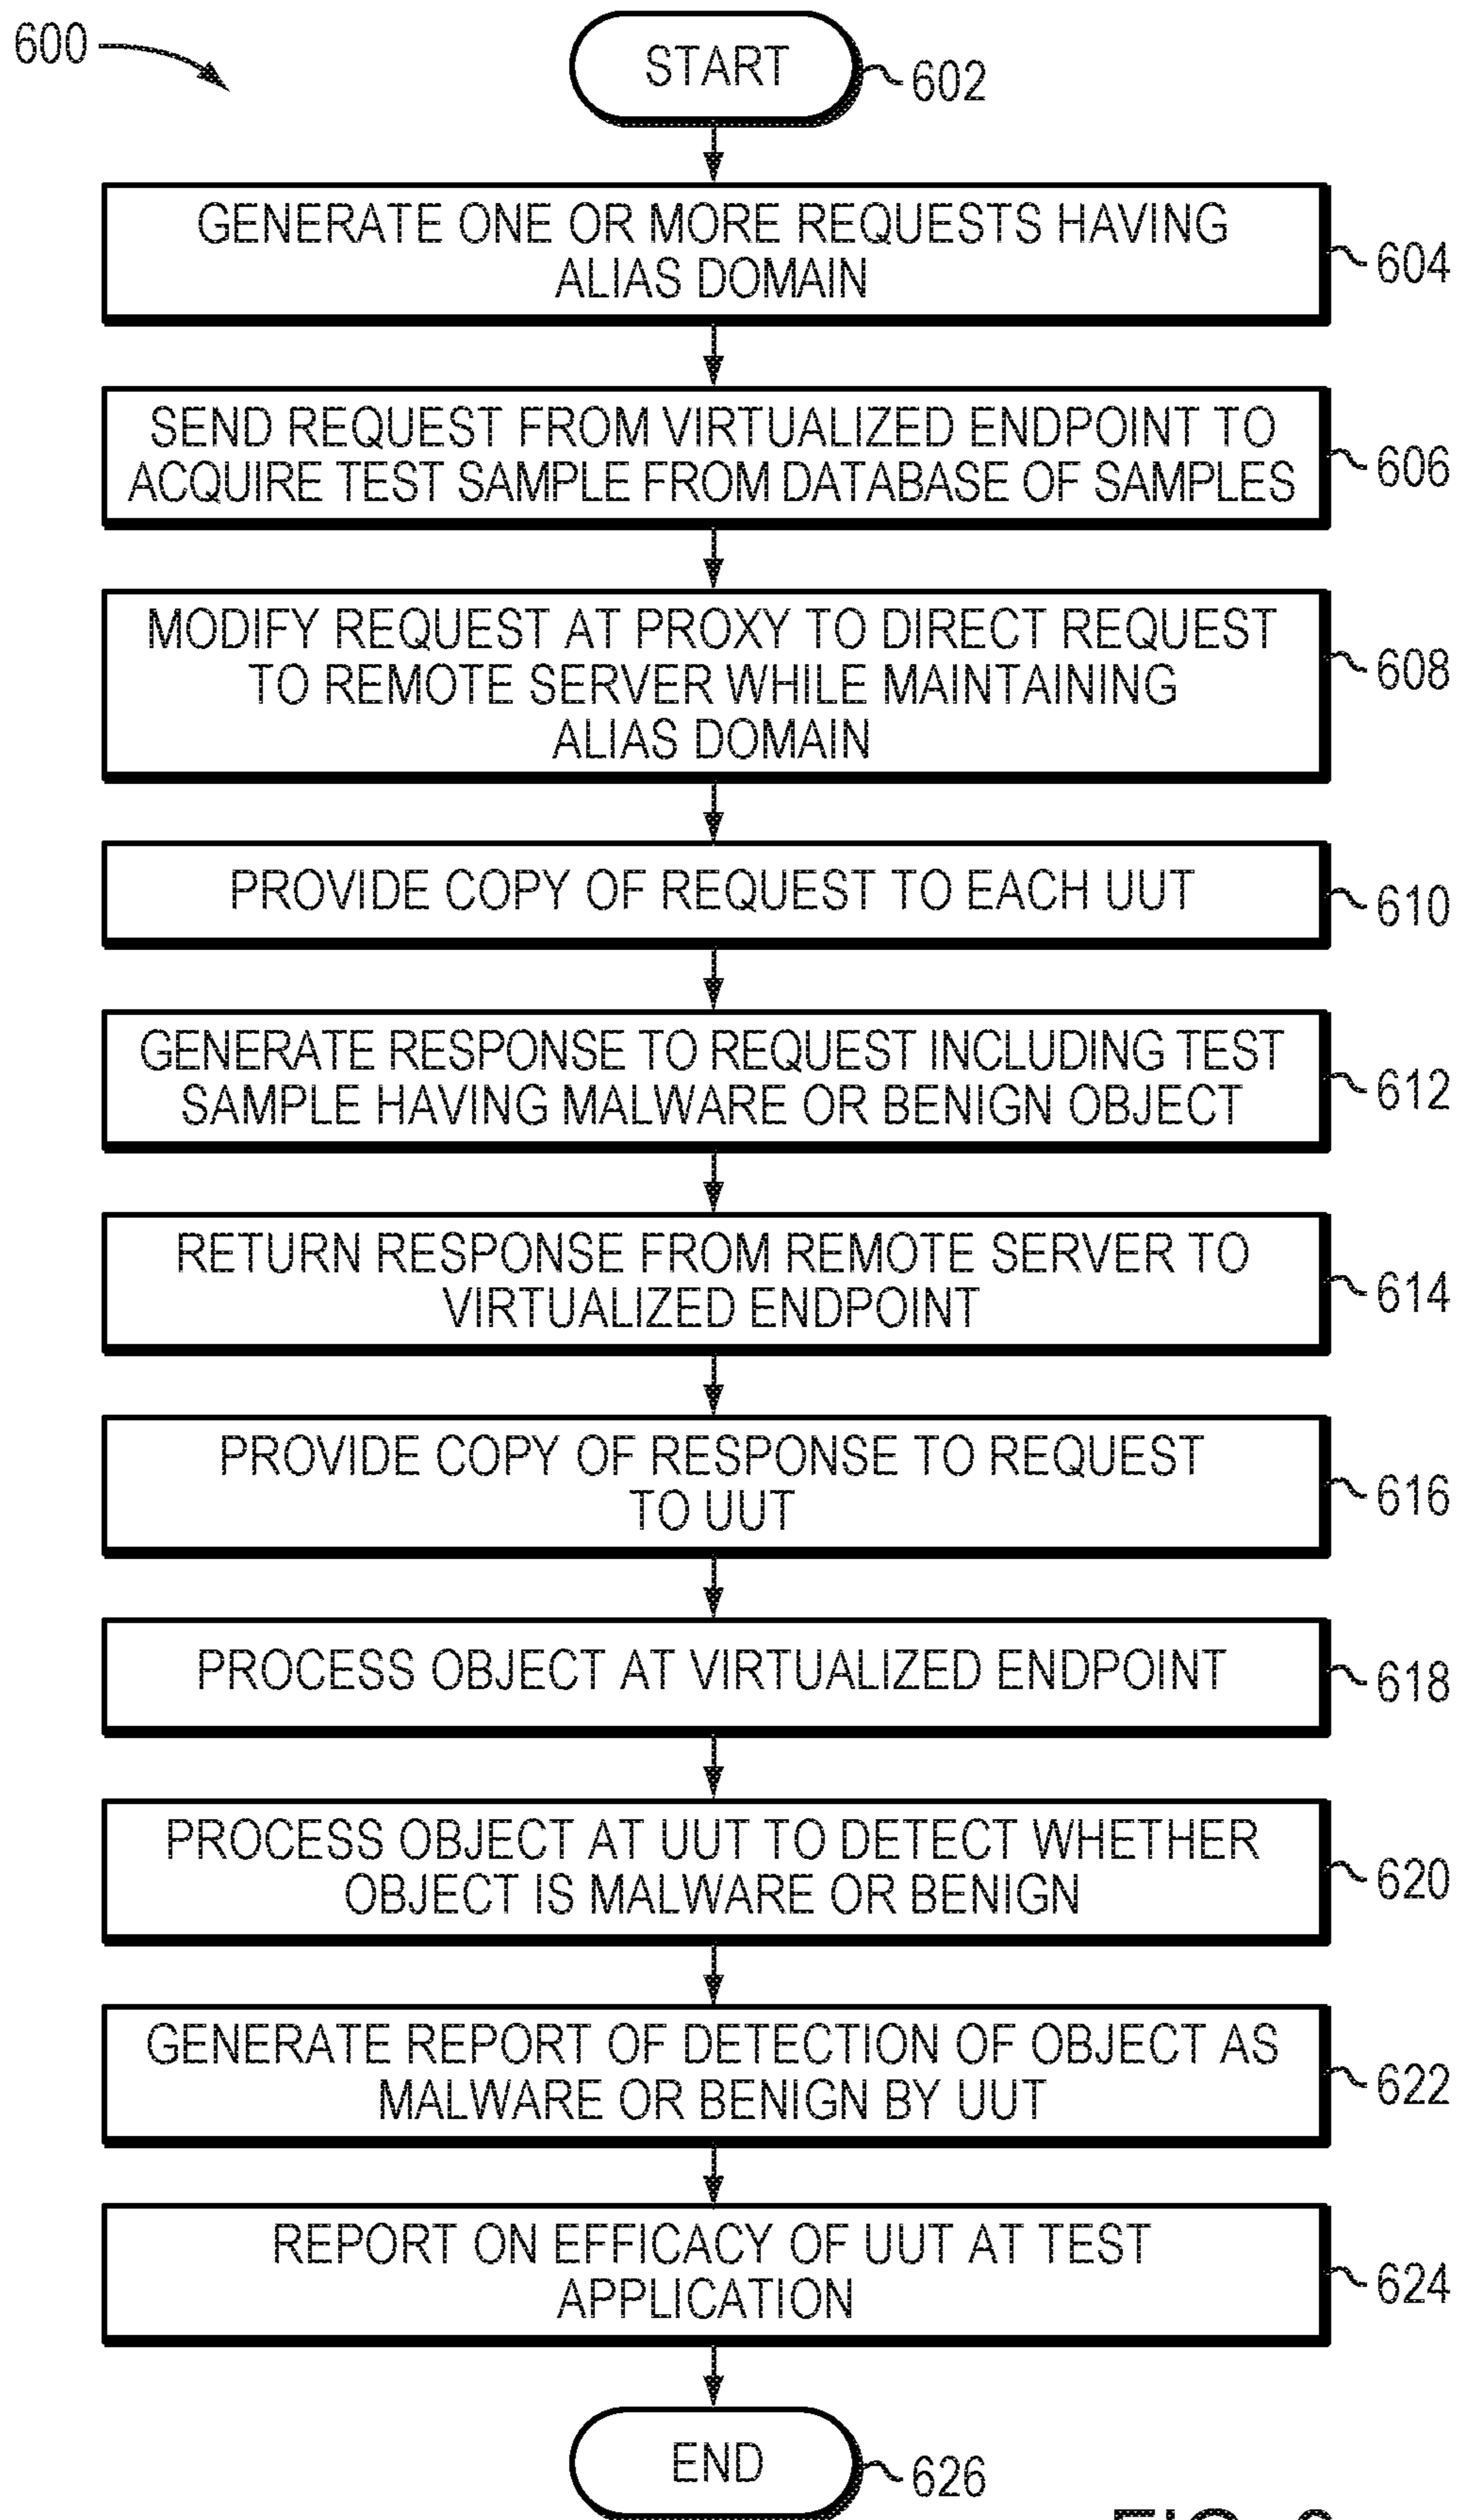 600
START
602
GENERATE ONE OR MORE REQUESTS HAVING
ALIAS DOMAIN
604
SEND REQUEST FROM VIRTUALIZED ENDPOINT TO
ACQUIRE TEST SAMPLE FROM DATABASE OF SAMPLES
606
MODIFY REQUEST AT PROXY TO DIRECT REQUEST
TO REMOTE SERVER WHILE MAINTAINING
ALIAS DOMAIN
608
PROVIDE COPY OF REQUEST TO EACH UUT
610
GENERATE RESPONSE TO REQUEST INCLUDING TEST
SAMPLE HAVING MALWARE OR BENIGN OBJECT
612
RETURN RESPONSE FROM REMOTE SERVER TO
VIRTUALIZED ENDPOINT
614
PROVIDE COPY OF RESPONSE TO REQUEST
TO UUT
616
PROCESS OBJECT AT VIRTUALIZED ENDPOINT
618
PROCESS OBJECT AT UUT TO DETECT WHETHER
OBJECT IS MALWARE OR BENIGN
620
GENERATE REPORT OF DETECTION OF OBJECT AS
MALWARE OR BENIGN BY UUT
622
REPORT ON EFFICACY OF UUT AT TEST
APPLICATION
624
END
626